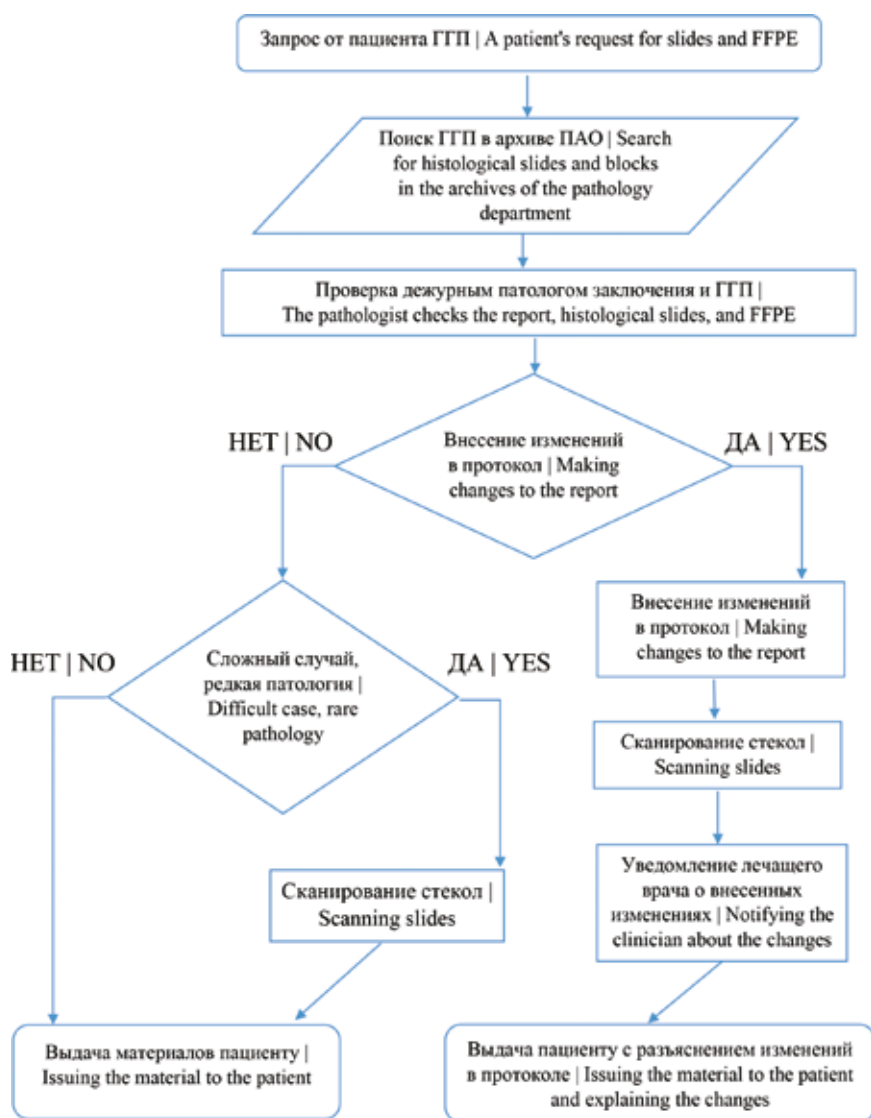 Запрос от пациента ГГП | A patient's request for slides and FFPE
Поиск ГГП в архиве ПАО | Search
for histological slides and blocks
in the archives of the pathology
department
Проверка дежурным патологом заключения и ГГП |
The pathologist checks the report, histological slides, and FFPE
НЕТ | NO
Внесение изменений
в протокол | Making
changes to the report
ДА | YES
НЕТ | NO
Сложный случай,
редкая патология |
Difficult case, rare
pathology
ДА | YES
Внесение изменений
в протокол | Making
changes to the report
Сканирование стекол |
Scanning slides
Сканирование стекол |
Scanning slides
Уведомление лечащего
врача о внесенных
изменениях | Notifying the
clinician about the changes
Выдача материалов пациенту |
Issuing the material to the patient
Выдача пациенту с разъяснением изменений
в протоколе | Issuing the material to the patient
and explaining the changes